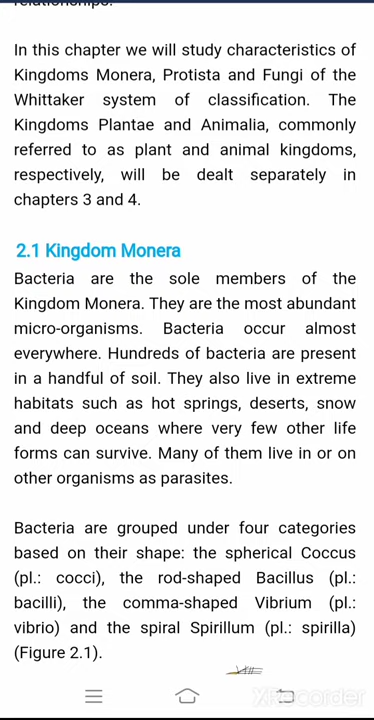 relationships.
In this chapter we will study characteristics of
Kingdoms Monera, Protista and Fungi of the
Whittaker system of classification. The
Kingdoms Plantae and Animalia, commonly
referred to as plant and animal kingdoms,
respectively, will be dealt separately in
chapters 3 and 4.
2.1 Kingdom Monera
Bacteria are the sole members of the
Kingdom Monera. They are the most abundant
micro-organisms. Bacteria occur almost
everywhere. Hundreds of bacteria are present
in a handful of soil. They also live in extreme
habitats such as hot springs, deserts, snow
and deep oceans where very few other life
forms can survive. Many of them live in or on
other organisms as parasites.
Bacteria are grouped under four categories
based on their shape: the spherical Coccus
(pl.: cocci), the rod-shaped Bacillus (pl.:
bacilli), the comma-shaped Vibrium (pl.:
vibrio) and the spiral Spirillum (pl.: spirilla)
(Figure 2.1).
XRecorder